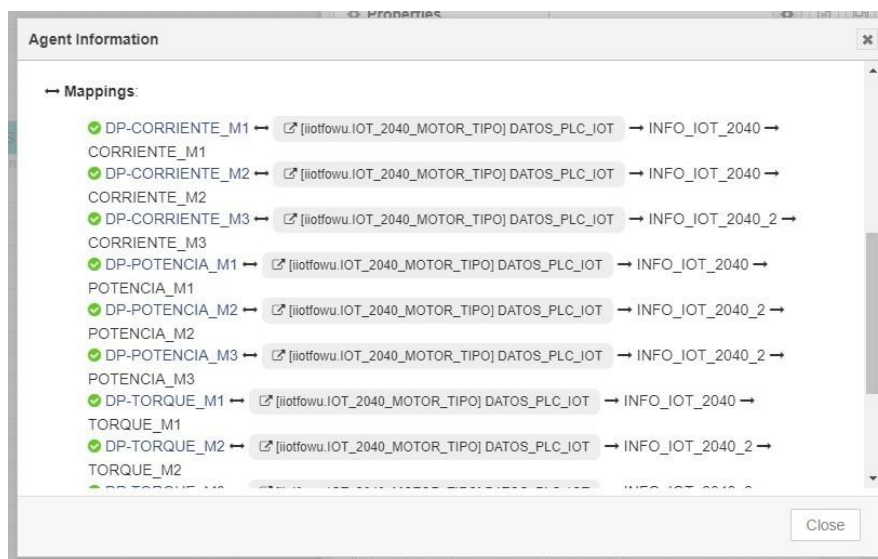 Properties
Agent Information
Mappings:
DP-CORRIENTE_M1 ↔ [iiotfowu.IOT_2040_MOTOR_TIPO] DATOS_PLC_IOT → INFO_IOT_2040 →
CORRIENTE_M1
DP-CORRIENTE_M2 ↔ [iiotfowu.IOT_2040_MOTOR_TIPO] DATOS_PLC_IOT → INFO_IOT_2040 →
CORRIENTE_M2
DP-CORRIENTE_M3 ↔ [iiotfowu.IOT_2040_MOTOR_TIPO] DATOS_PLC_IOT → INFO_IOT_2040_2 →
CORRIENTE_M3
DP-POTENCIA_M1 ↔ [iiotfowu.IOT_2040_MOTOR_TIPO] DATOS_PLC_IOT → INFO_IOT_2040 →
POTENCIA_M1
DP-POTENCIA_M2 ↔ [iiotfowu.IOT_2040_MOTOR_TIPO] DATOS_PLC_IOT → INFO_IOT_2040_2 →
POTENCIA_M2
DP-POTENCIA_M3 ↔ [iiotfowu.IOT_2040_MOTOR_TIPO] DATOS_PLC_IOT → INFO_IOT_2040_2 →
POTENCIA_M3
DP-TORQUE_M1 ↔ [iiotfowu.IOT_2040_MOTOR_TIPO] DATOS_PLC_IOT → INFO_IOT_2040 →
TORQUE_M1
DP-TORQUE_M2 ↔ [iiotfowu.IOT_2040_MOTOR_TIPO] DATOS_PLC_IOT → INFO_IOT_2040_2 →
TORQUE_M2
Close